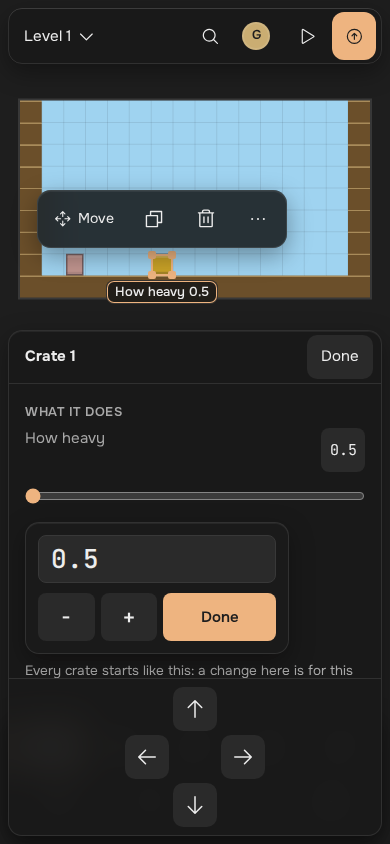 Level 1
G
Move
How heavy 0.5
Crate 1
Done
WHAT IT DOES
How heavy
0.5
0.5
-
+
Done
Every crate starts like this: a change here is for this